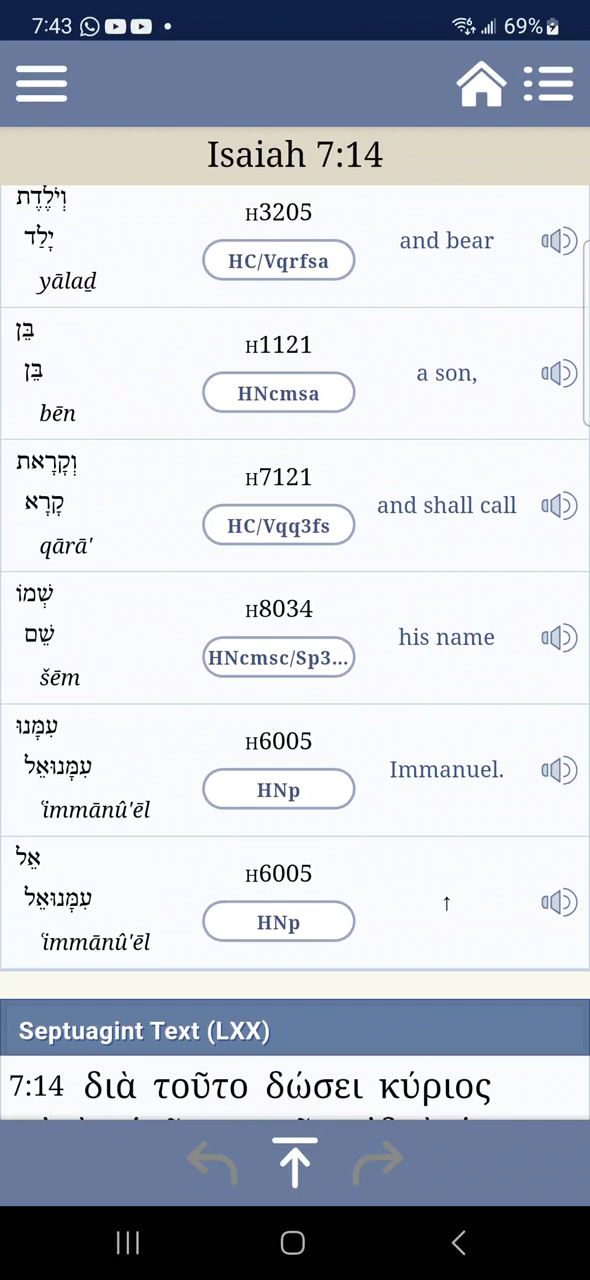 7:43
69%
Isaiah 7:14
וְיֹלֶדֶת
יָלַד
yālaḏ
H3205
HC/Vqrfsa
and bear
בֵּן
בֵּן
bēn
H1121
HNcmsa
a son,
וְקָרָאת
קָרָא
qārā'
H7121
HC/Vqq3fs
and shall call
שְׁמוֹ
שֵׁם
šēm
H8034
HNcmsc/Sp3...
his name
עִמָּנוּ
עִמָּנוּאֵל
ʿimmānû'ēl
H6005
HNp
Immanuel.
אֵל
עִמָּנוּאֵל
ʿimmānû'ēl
H6005
HNp
↑
Septuagint Text (LXX)
7:14 διὰ τοῦτο δώσει κύριος